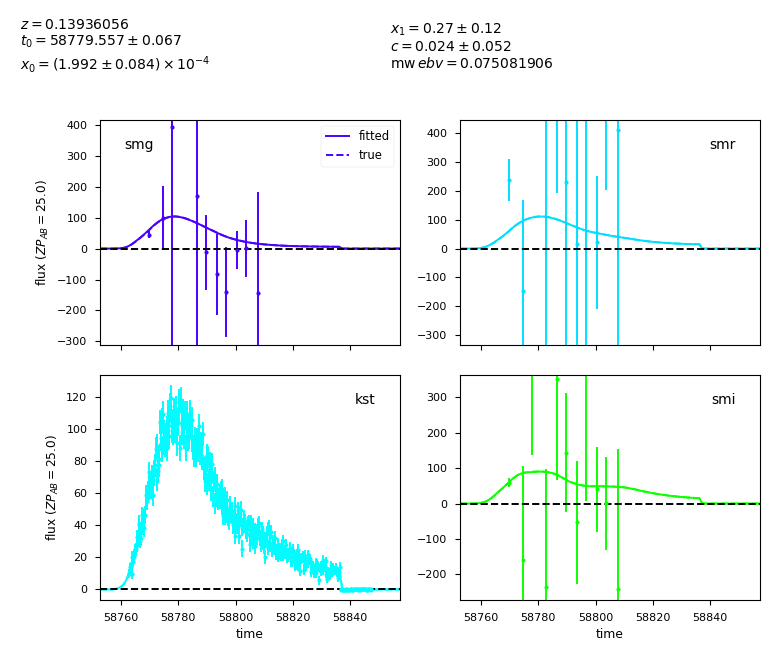 z = 0.13936056
t₀ = 58779.557 ± 0.067
x₀ = (1.992 ± 0.084) × 10⁻⁴
x₁ = 0.27 ± 0.12
c = 0.024 ± 0.052
mw ebv = 0.075081906
400
300
200
100
0
−100
−200
−300
flux (ZP_AB = 25.0)
smg
fitted
true
400
300
200
100
0
−100
−200
−300
smr
120
100
80
60
40
20
0
flux (ZP_AB = 25.0)
kst
58760 58780 58800 58820 58840
time
300
200
100
0
−100
−200
smi
58760 58780 58800 58820 58840
time